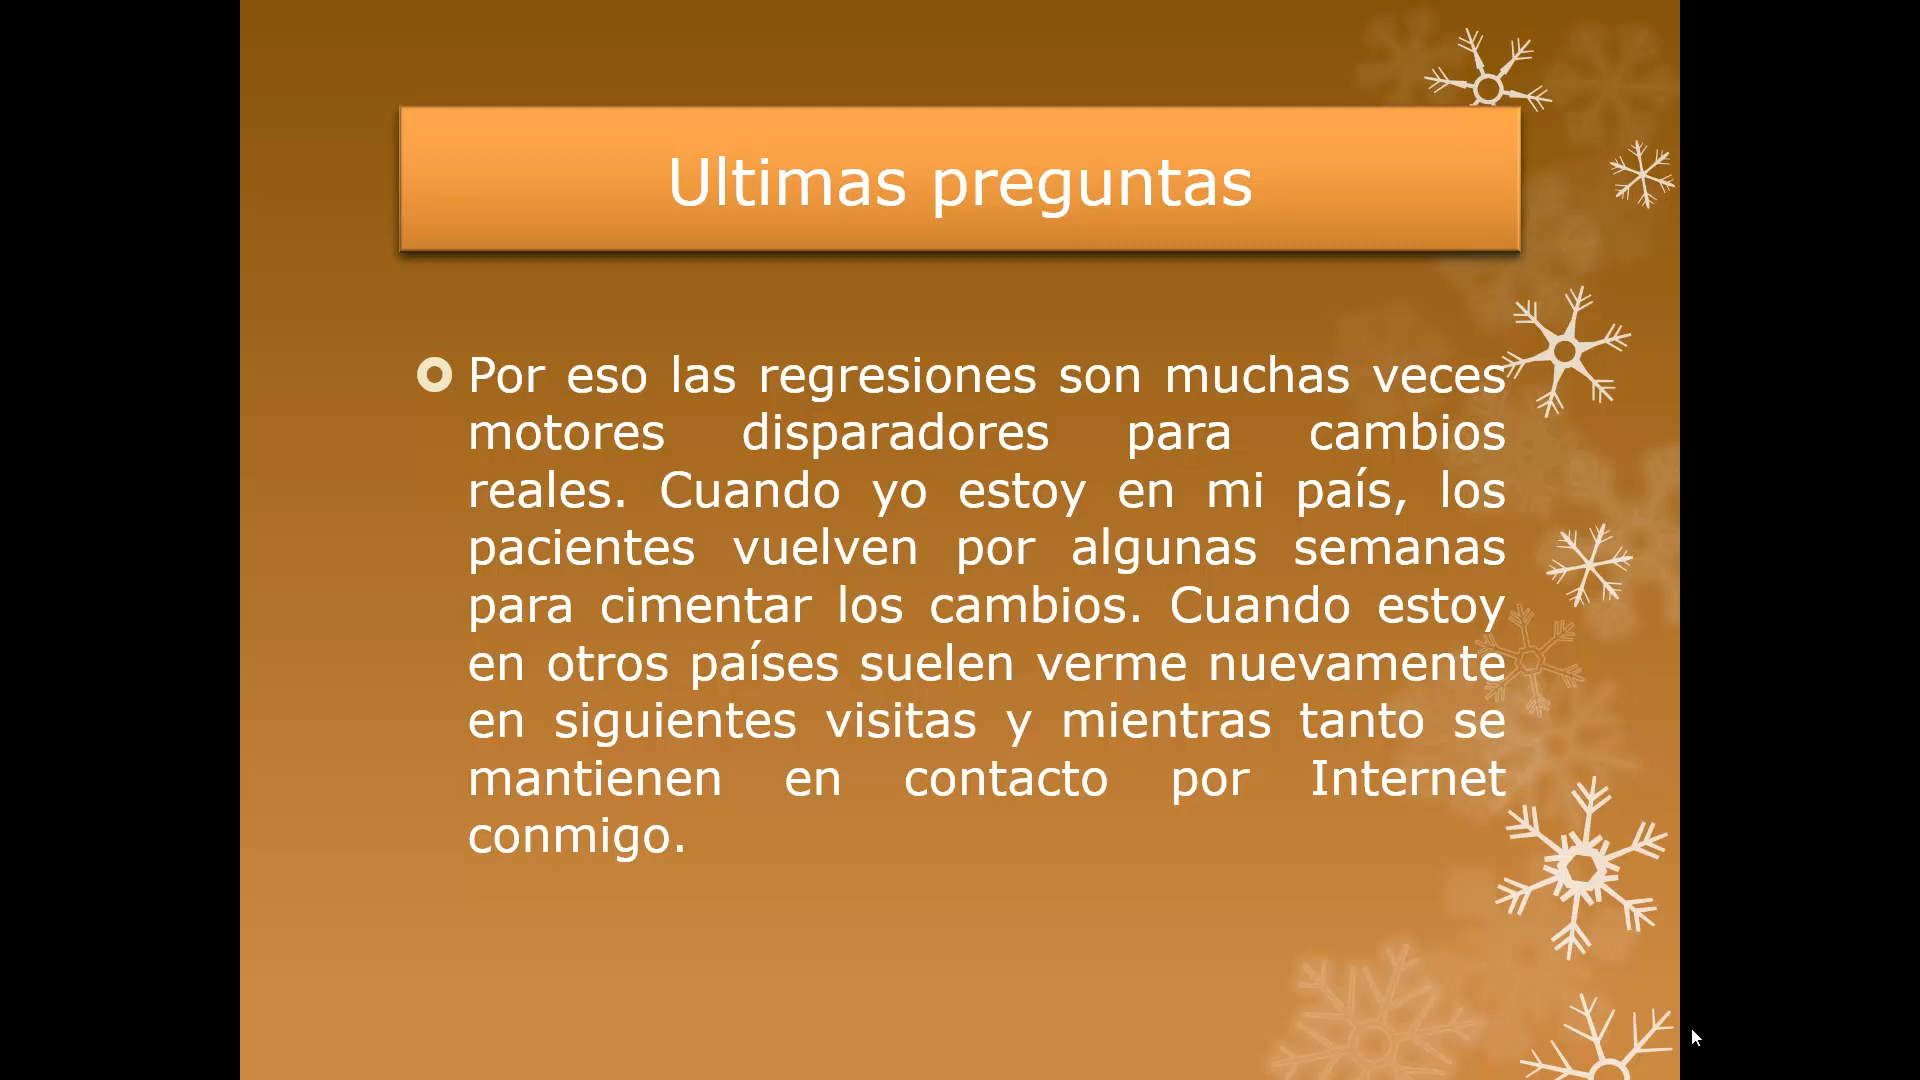 Ultimas preguntas
Por eso las regresiones son muchas veces
motores disparadores para cambios
reales. Cuando yo estoy en mi país, los
pacientes vuelven por algunas semanas
para cimentar los cambios. Cuando estoy
en otros países suelen verme nuevamente
en siguientes visitas y mientras tanto se
mantienen en contacto por Internet
conmigo.